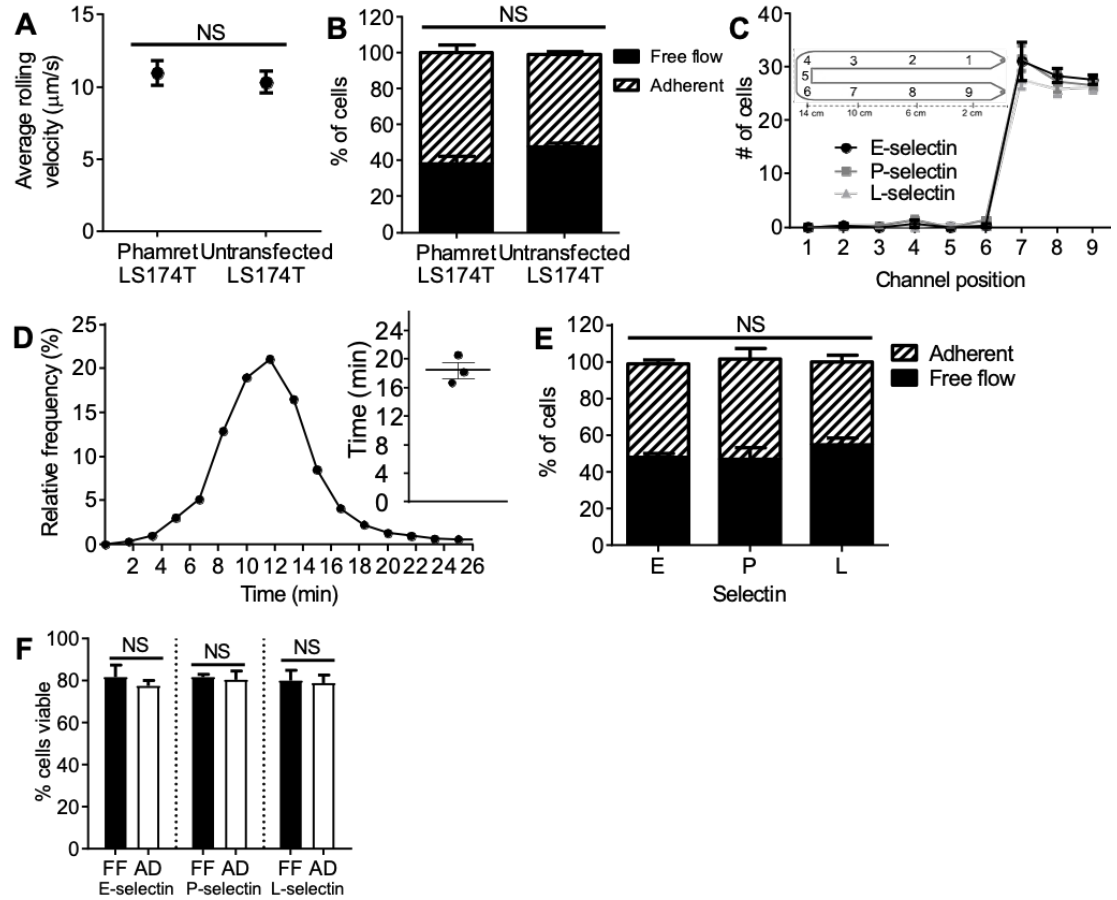 A
NS
15
10
5
0
Average rolling
velocity (μm/s)
Phamret
LS174T
Untransfected
LS174T
B
NS
120
100
80
60
40
20
0
% of cells
Free flow
Adherent
Phamret
LS174T
Untransfected
LS174T
C
40
30
20
10
0
# of cells
4 3 2 1
5
6 7 8 9
14 cm 10 cm 6 cm 2 cm
E-selectin
P-selectin
L-selectin
1 2 3 4 5 6 7 8 9
Channel position
D
25
20
15
10
5
0
Relative frequency (%)
0 2 4 6 8 10 12 14 16 18 20 22 24 26
Time (min)
24
20
16
12
8
4
0
Time (min)
E
NS
120
100
80
60
40
20
0
% of cells
Adherent
Free flow
E P L
Selectin
F
NS NS NS
100
80
60
40
20
0
% cells viable
FF AD FF AD FF AD
E-selectin P-selectin L-selectin